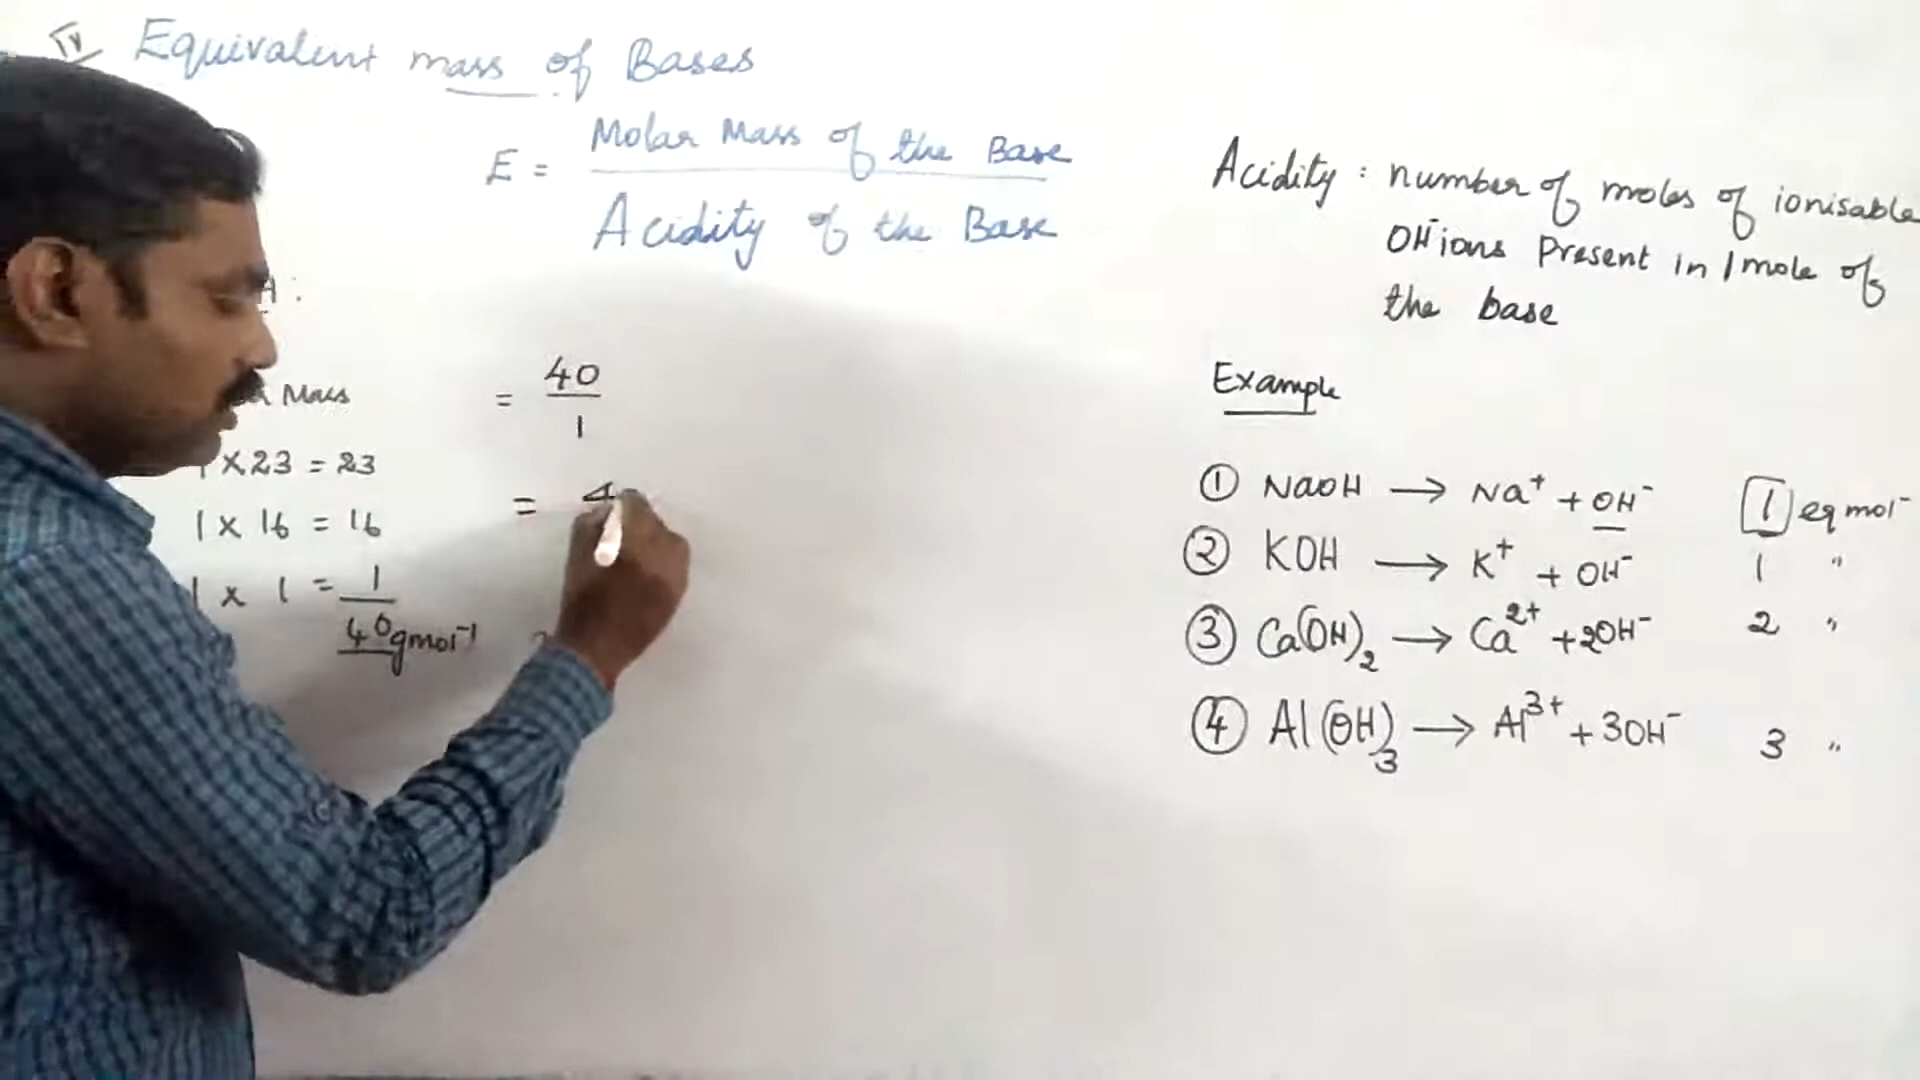 Equivalent mass of Bases
E = Molar Mass of the Base
Acidity of the Base
Mass
1 x 23 = 23
1 x 16 = 16
1 x 1 = 1
40 gmol⁻¹
= 40
1
= 4
Acidity : number of moles of ionisable
OH⁻ ions Present in 1 mole of
the base
Example
① NaOH → Na⁺ + OH⁻ 1 eq mol⁻
② KOH → K⁺ + OH⁻ 1 "
③ Ca(OH)₂ → Ca²⁺ + 2OH⁻ 2 "
④ Al(OH)₃ → Al³⁺ + 3OH⁻ 3 "